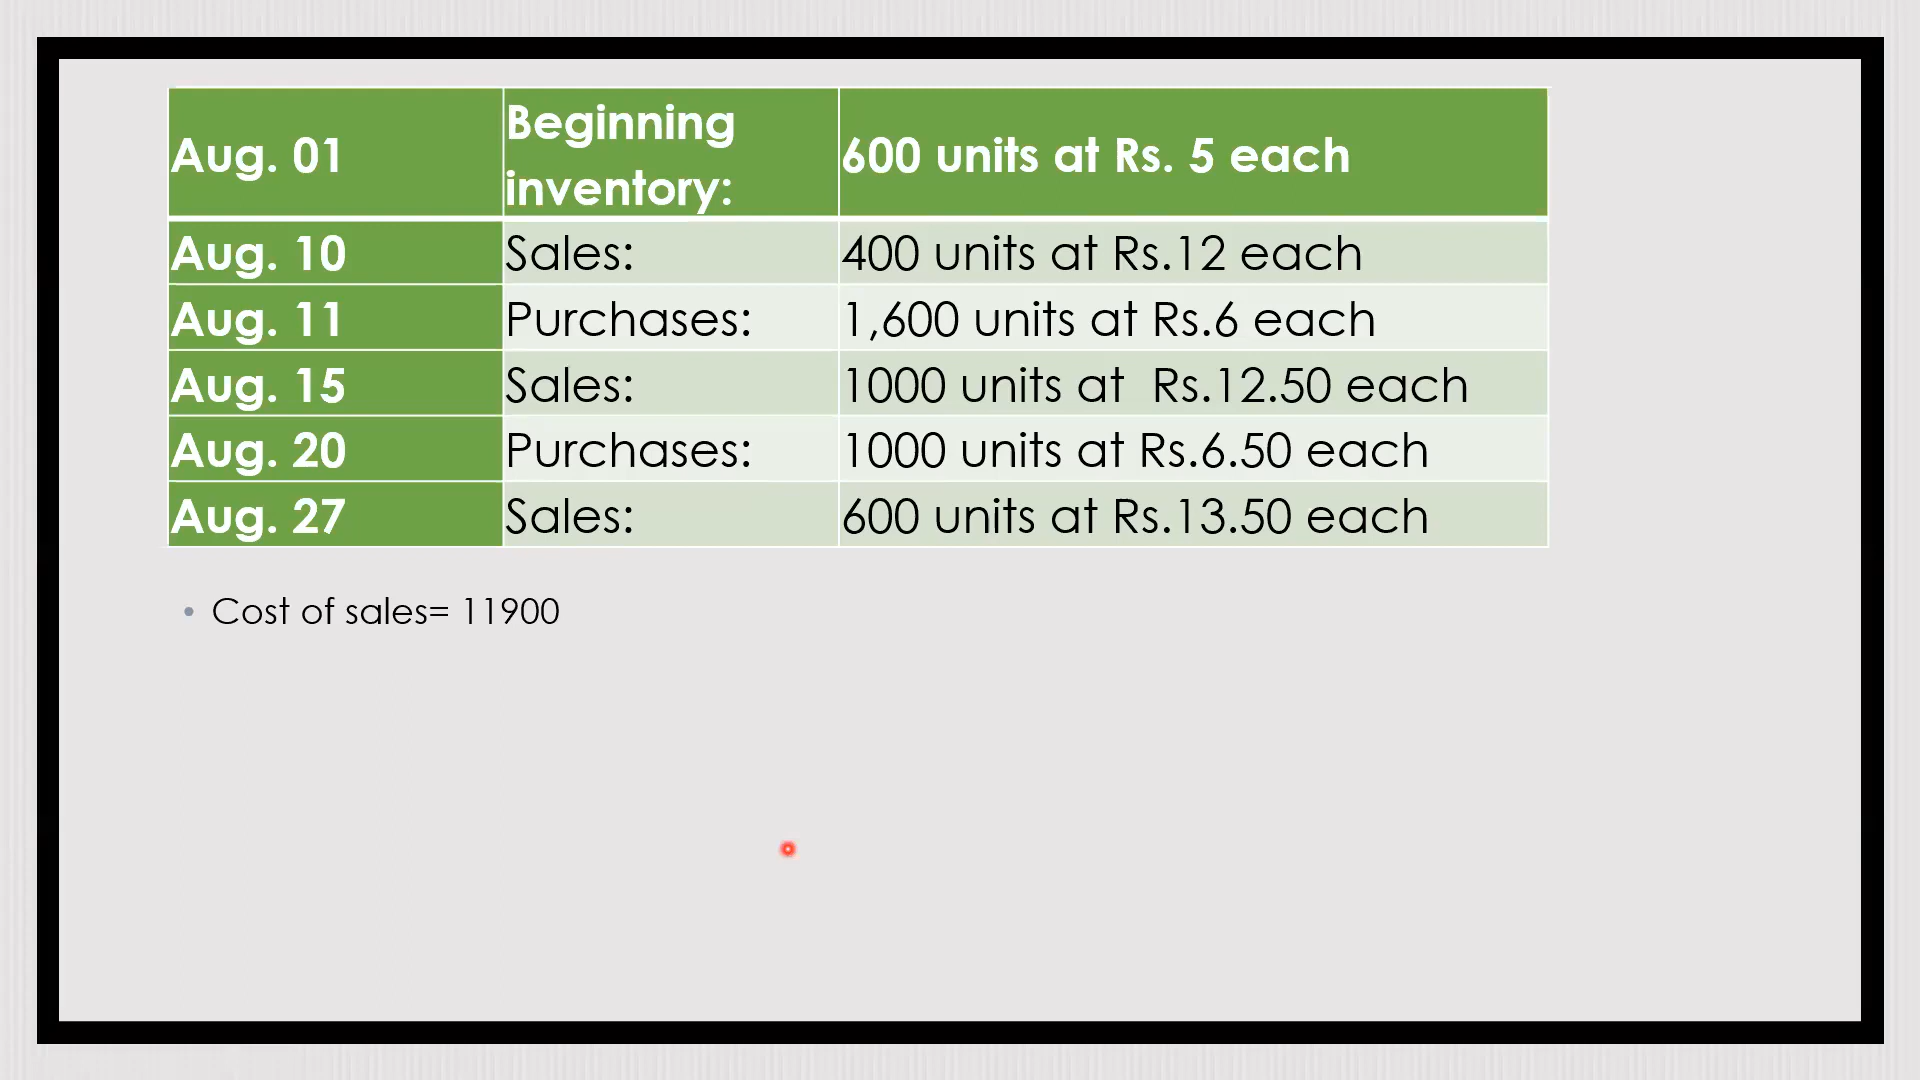 Aug. 01 Beginning inventory: 600 units at Rs. 5 each
Aug. 10 Sales: 400 units at Rs.12 each
Aug. 11 Purchases: 1,600 units at Rs.6 each
Aug. 15 Sales: 1000 units at Rs.12.50 each
Aug. 20 Purchases: 1000 units at Rs.6.50 each
Aug. 27 Sales: 600 units at Rs.13.50 each
• Cost of sales= 11900